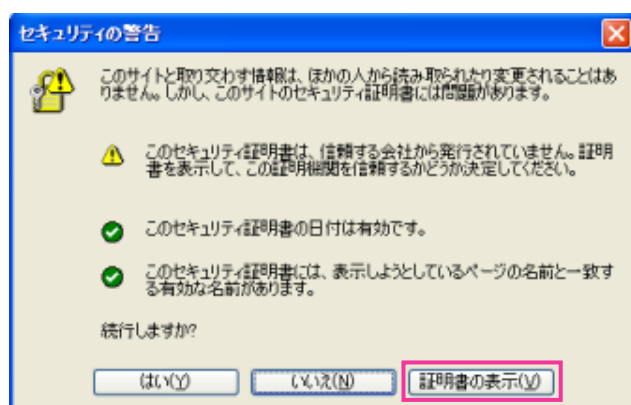 セキュリティの警告
このサイトと取り交わす情報は、ほかの人から読み取られたり変更されることはあ
りません。しかし、このサイトのセキュリティ証明書には問題があります。
このセキュリティ証明書は、信頼する会社から発行されていません。証明
書を表示して、この証明機関を信頼するかどうか決定してください。
このセキュリティ証明書の日付は有効です。
このセキュリティ証明書には、表示しようとしているページの名前と一致す
る有効な名前があります。
続行しますか?
はい(Y) いいえ(N) 証明書の表示(V)